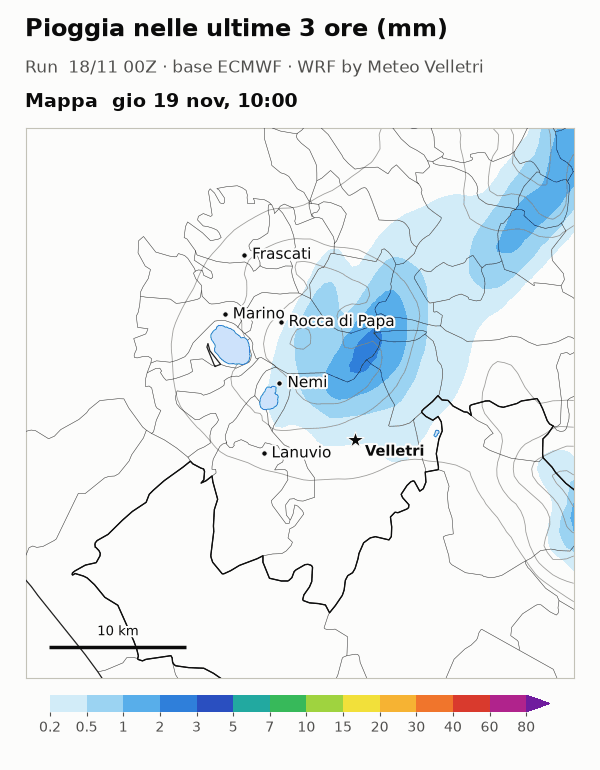 Pioggia nelle ultime 3 ore (mm)
Run  18/11 00Z · base ECMWF · WRF by Meteo Velletri
Mappa  gio 19 nov, 10:00
Frascati
Marino
Rocca di Papa
Nemi
Velletri
Lanuvio
10 km
0.2 0.5 1 2 3 5 7 10 15 20 30 40 60 80